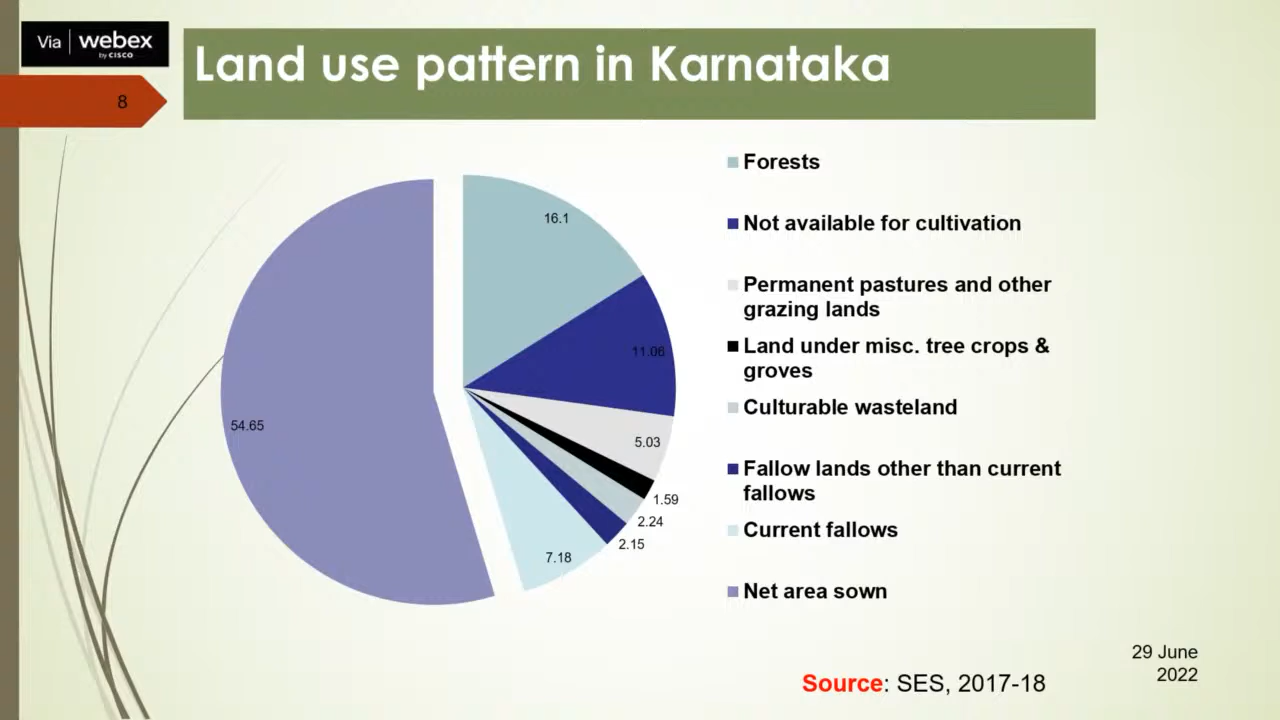 Via webex
by CISCO
Land use pattern in Karnataka
8
16.1
11.06
5.03
1.59
2.24
2.15
7.18
54.65
Forests
Not available for cultivation
Permanent pastures and other
grazing lands
Land under misc. tree crops &
groves
Culturable wasteland
Fallow lands other than current
fallows
Current fallows
Net area sown
Source: SES, 2017-18
29 June
2022